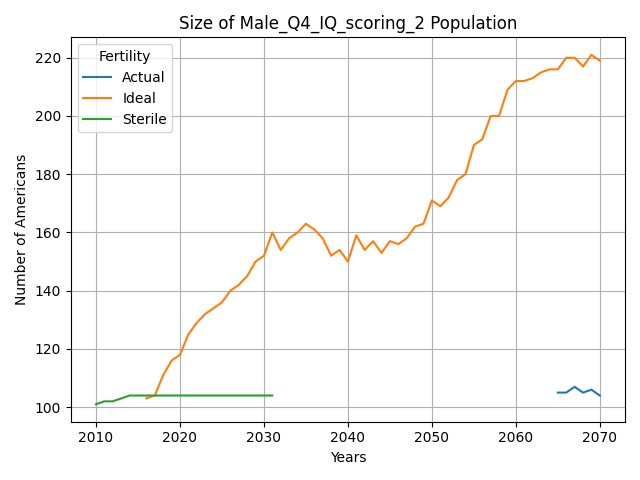 Size of Male_Q4_IQ_scoring_2 Population
Fertility
Actual
Ideal
Sterile
220
200
180
160
140
120
100
Number of Americans
2010 2020 2030 2040 2050 2060 2070
Years